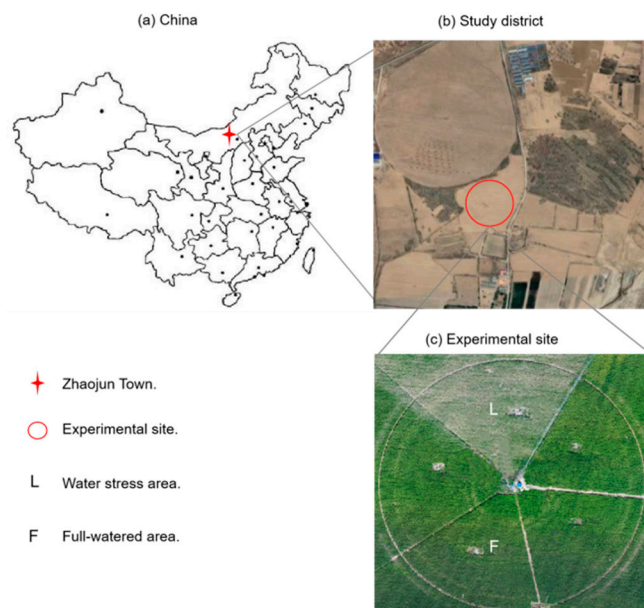 (a) China
(b) Study district
(c) Experimental site
L
F
Zhaojun Town.
Experimental site.
L Water stress area.
F Full-watered area.